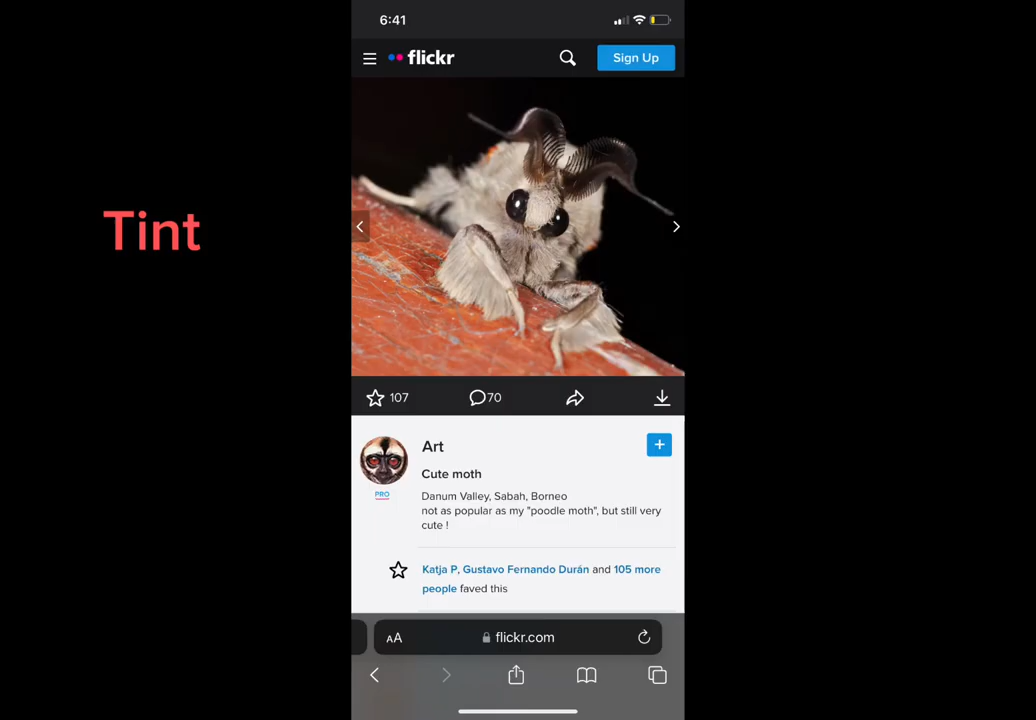 6:41
flickr
Sign Up
Tint
107
70
Art
PRO
Cute moth
Danum Valley, Sabah, Borneo
not as popular as my "poodle moth", but still very
cute !
Katja P, Gustavo Fernando Durán and 105 more
people faved this
AA
flickr.com